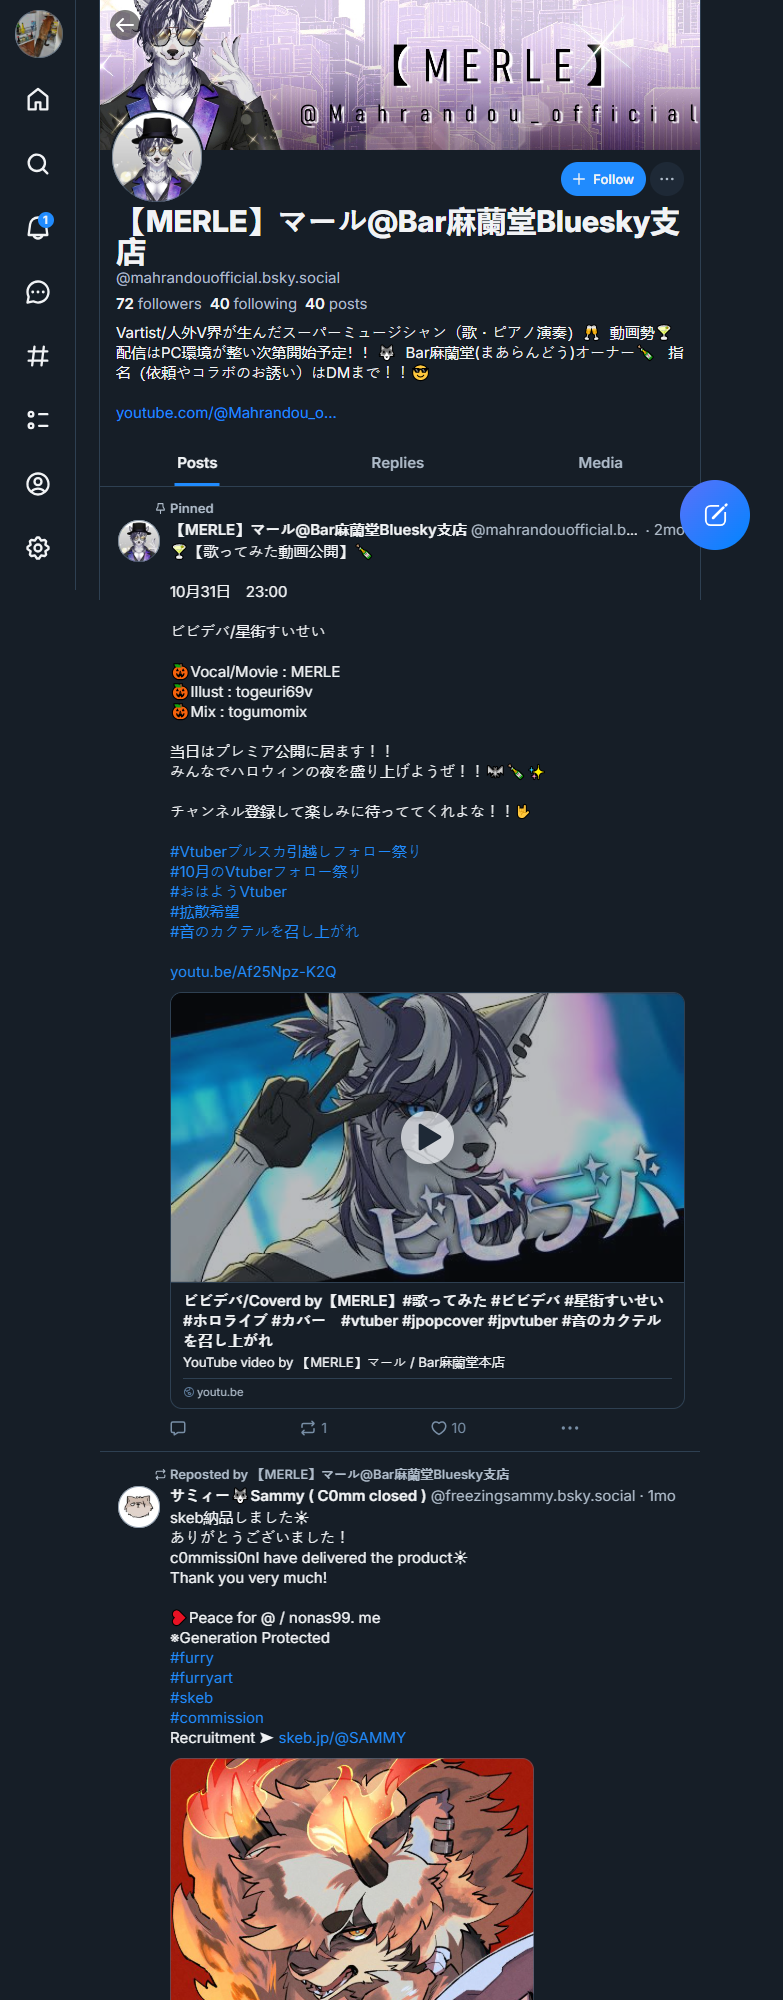 【MERLE】
@Mahrandou_official
Follow
【MERLE】マール@Bar麻蘭堂Bluesky支
店
@mahrandouofficial.bsky.social
72 followers 40 following 40 posts
Vartist/人外V界が生んだスーパーミュージシャン（歌・ピアノ演奏）🥂 動画勢🍸
配信はPC環境が整い次第開始予定！！🐺 Bar麻蘭堂(まあらんどう)オーナー🍾 指
名（依頼やコラボのお誘い）はDMまで！！😎
youtube.com/@Mahrandou_o...
Posts Replies Media
1
Pinned
【MERLE】マール@Bar麻蘭堂Bluesky支店 @mahrandouofficial.b... · 2mo
🍸【歌ってみた動画公開】🍾
10月31日　23:00
ビビデバ/星街すいせい
🎃Vocal/Movie : MERLE
🎃Illust : togeuri69v
🎃Mix : togumomix
当日はプレミア公開に居ます！！
みんなでハロウィンの夜を盛り上げようぜ！！🦇🍾✨
チャンネル登録して楽しみに待っててくれよな！！🤟
#Vtuberブルスカ引越しフォロー祭り
#10月のVtuberフォロー祭り
#おはようVtuber
#拡散希望
#音のカクテルを召し上がれ
youtu.be/Af25Npz-K2Q
ビビデバ
ビビデバ/Coverd by【MERLE】#歌ってみた #ビビデバ #星街すいせい
#ホロライブ #カバー　#vtuber #jpopcover #jpvtuber #音のカクテル
を召し上がれ
YouTube video by 【MERLE】マール / Bar麻蘭堂本店
youtu.be
1 10
Reposted by 【MERLE】マール@Bar麻蘭堂Bluesky支店
サミィー🐺Sammy ( C0mm closed ) @freezingsammy.bsky.social · 1mo
skeb納品しました☀
ありがとうございました！
c0mmissi0nI have delivered the product☀
Thank you very much!
❥Peace for @ / nonas99. me
※Generation Protected
#furry
#furryart
#skeb
#commission
Recruitment ➤ skeb.jp/@SAMMY